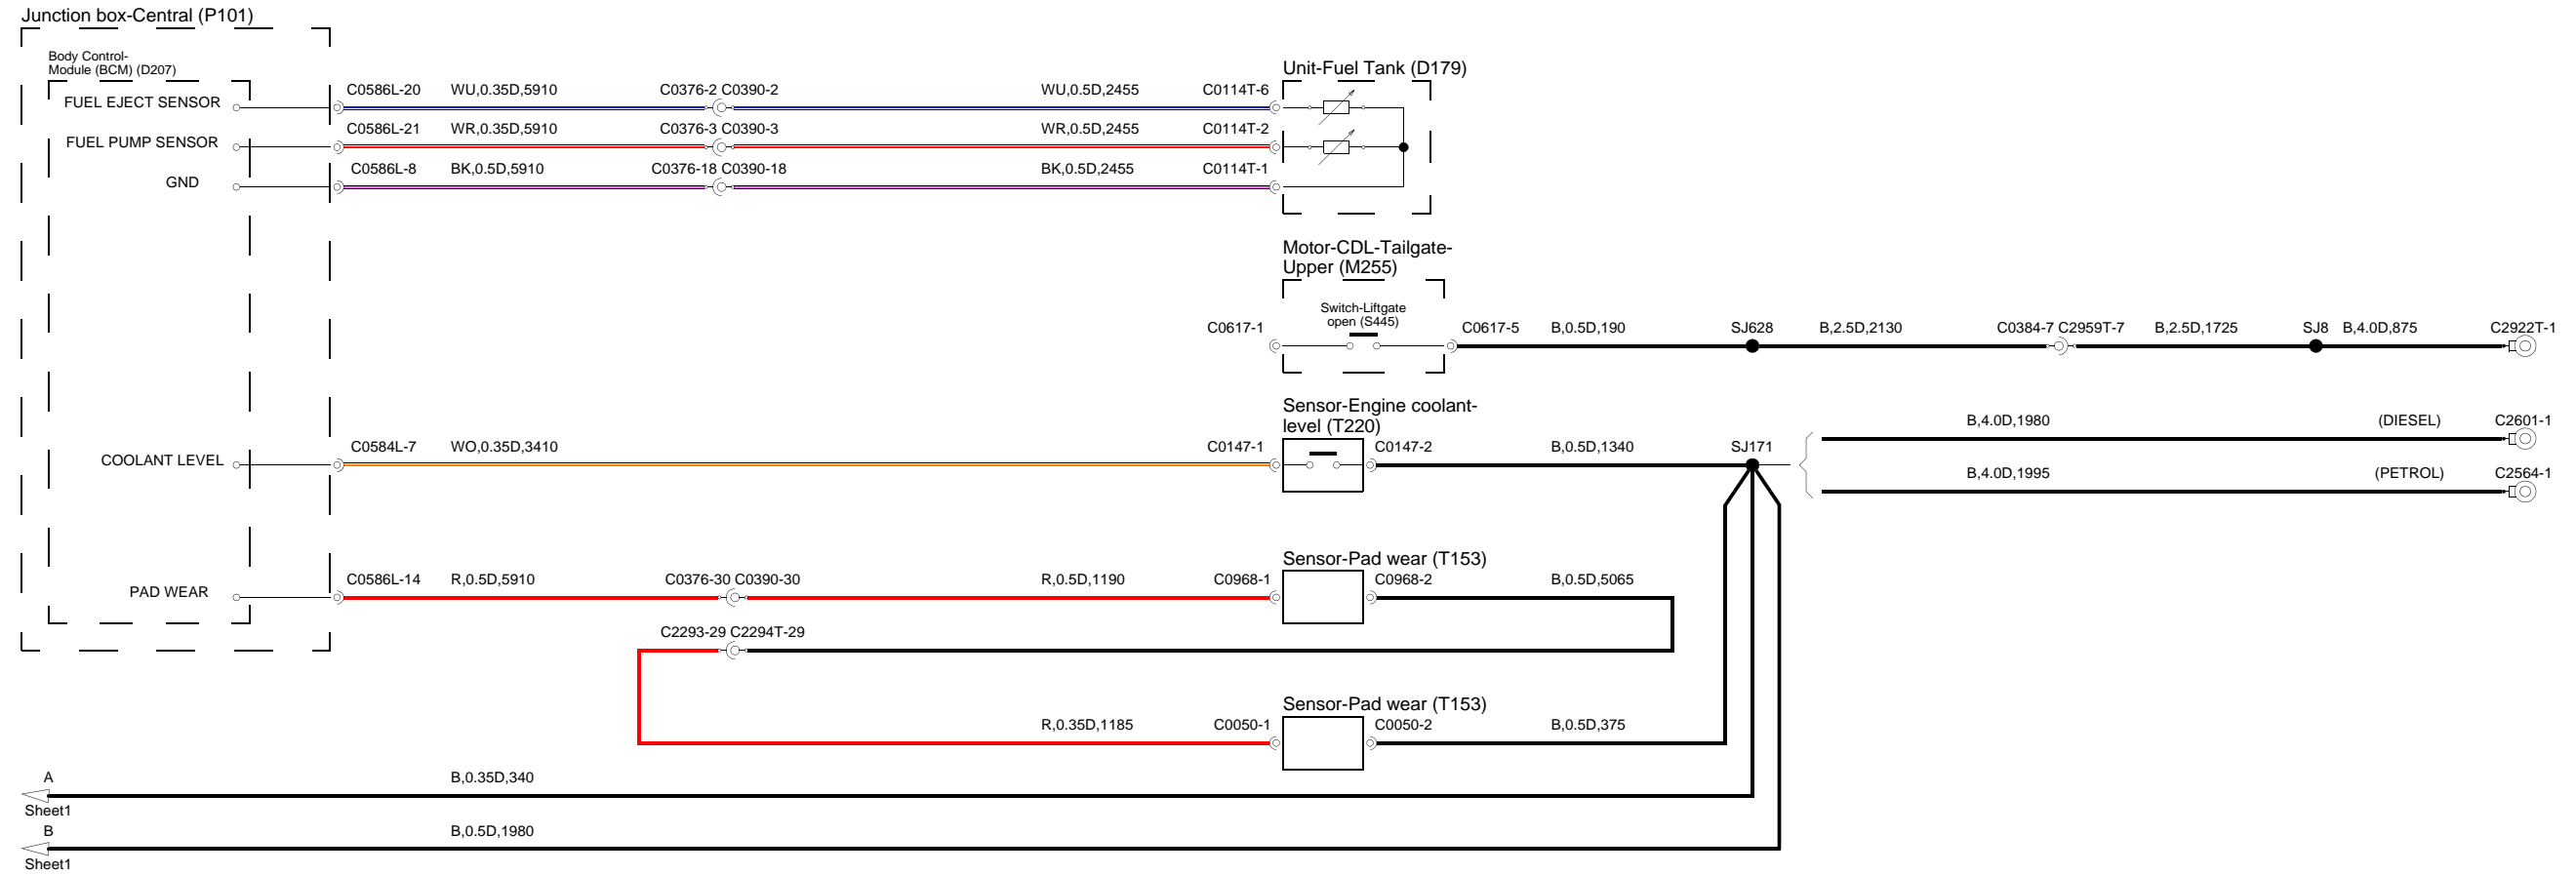 Junction box-Central (P101)
Body Control-
Module (BCM) (D207)
FUEL EJECT SENSOR
C0586L-20 WU,0.35D,5910 C0376-2 C0390-2 WU,0.5D,2455 C0114T-6
Unit-Fuel Tank (D179)
FUEL PUMP SENSOR
C0586L-21 WR,0.35D,5910 C0376-3 C0390-3 WR,0.5D,2455 C0114T-2
GND
C0586L-8 BK,0.5D,5910 C0376-18 C0390-18 BK,0.5D,2455 C0114T-1
Motor-CDL-Tailgate-
Upper (M255)
Switch-Liftgate
open (S445)
C0617-1 C0617-5 B,0.5D,190 SJ628 B,2.5D,2130 C0384-7 C2959T-7 B,2.5D,1725 SJ8 B,4.0D,875 C2922T-1
Sensor-Engine coolant-
level (T220)
B,4.0D,1980 (DIESEL) C2601-1
COOLANT LEVEL
C0584L-7 WO,0.35D,3410 C0147-1 C0147-2 B,0.5D,1340 SJ171
B,4.0D,1995 (PETROL) C2564-1
Sensor-Pad wear (T153)
PAD WEAR
C0586L-14 R,0.5D,5910 C0376-30 C0390-30 R,0.5D,1190 C0968-1 C0968-2 B,0.5D,5065
C2293-29 C2294T-29
Sensor-Pad wear (T153)
R,0.35D,1185 C0050-1 C0050-2 B,0.5D,375
A B,0.35D,340
Sheet1
B B,0.5D,1980
Sheet1